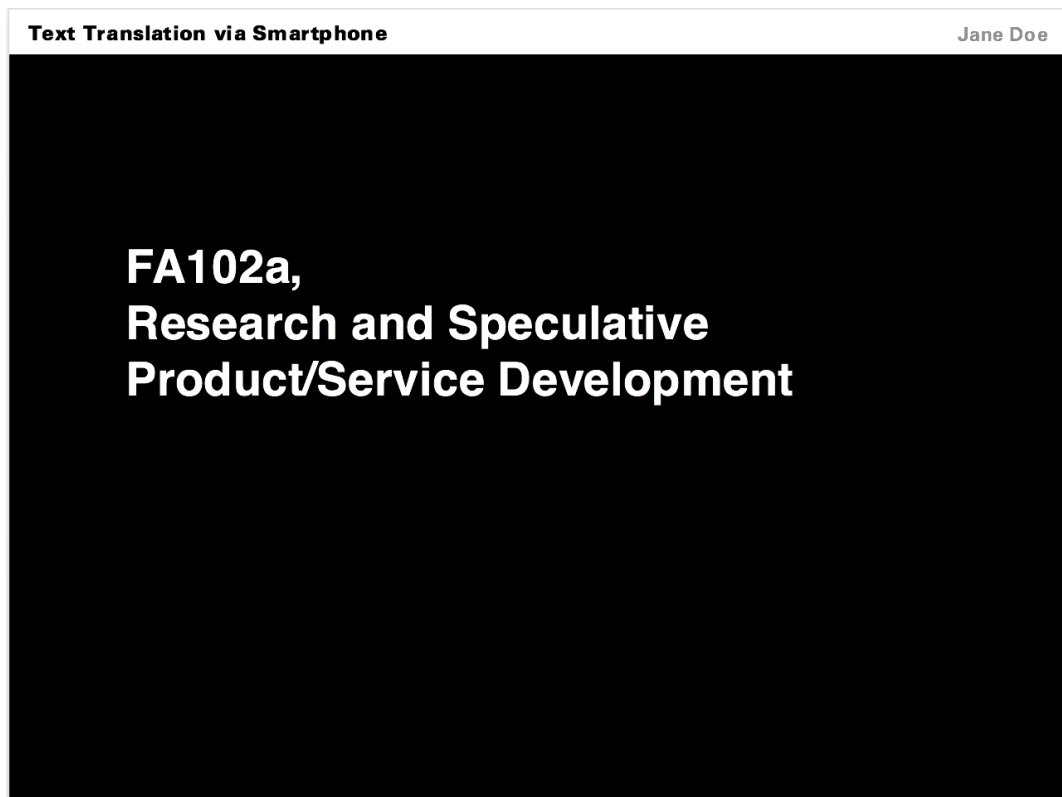 Text Translation via Smartphone
Jane Doe
FA102a,
Research and Speculative
Product/Service Development